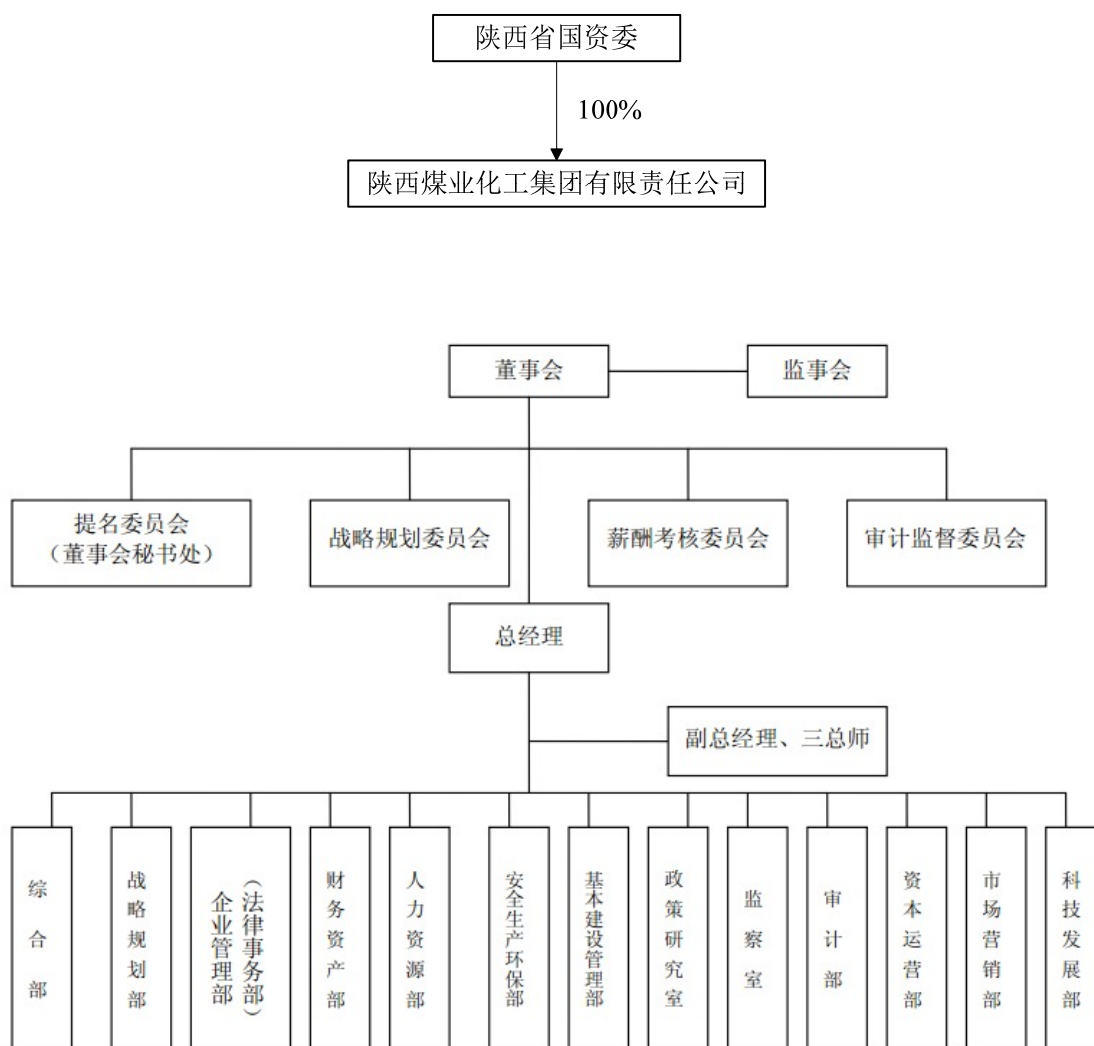 陕西省国资委
100%
陕西煤业化工集团有限责任公司
董事会
监事会
提名委员会
（董事会秘书处）
战略规划委员会
薪酬考核委员会
审计监督委员会
总经理
副总经理、三总师
综合部
战略规划部
企业管理部
（法律事务部）
财务资产部
人力资源部
安全生产环保部
基本建设管理部
政策研究室
监察室
审计部
资本运营部
市场营销部
科技发展部